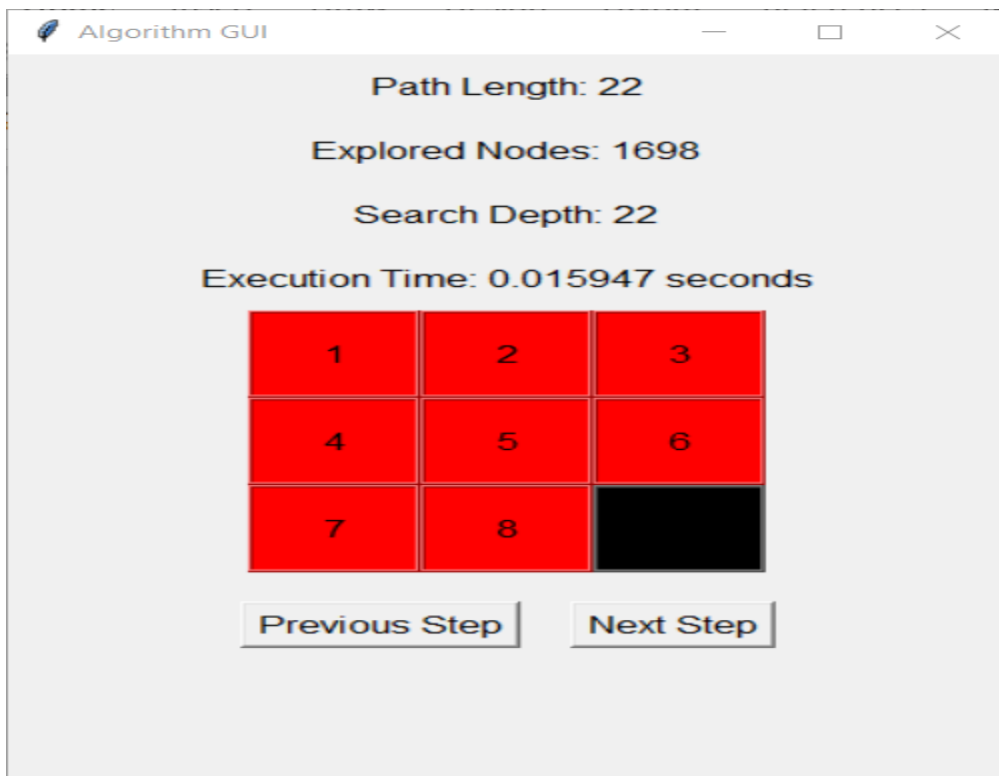 Algorithm GUI
Path Length: 22
Explored Nodes: 1698
Search Depth: 22
Execution Time: 0.015947 seconds
1 2 3
4 5 6
7 8
Previous Step Next Step